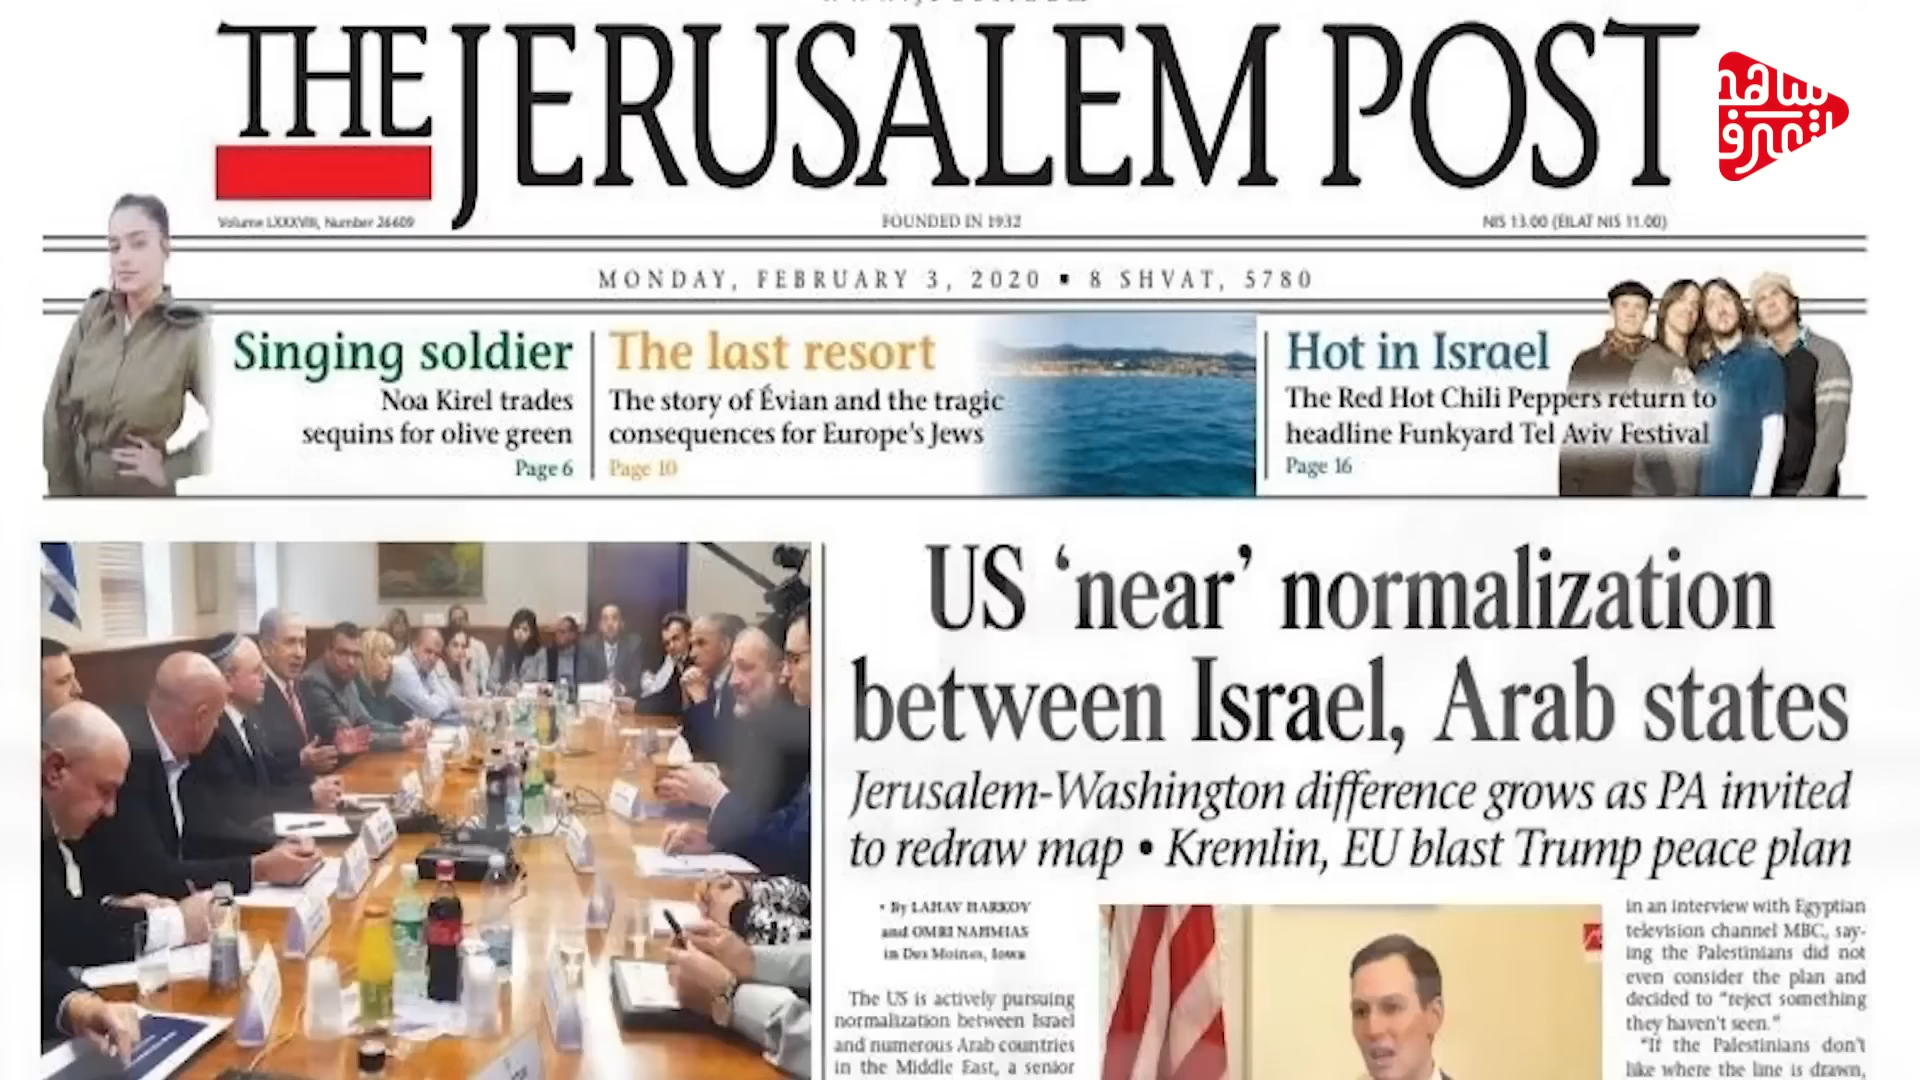 THE JERUSALEM POST
Volume LXXXVIII, Number 26609
FOUNDED IN 1932
NIS 13.00 (EILAT NIS 11.00)
MONDAY, FEBRUARY 3, 2020 ▪ 8 SHVAT, 5780
Singing soldier
Noa Kirel trades
sequins for olive green
Page 6
The last resort
The story of Évian and the tragic
consequences for Europe's Jews
Page 10
Hot in Israel
The Red Hot Chili Peppers return to
headline Funkyard Tel Aviv Festival
Page 16
US ‘near’ normalization
between Israel, Arab states
Jerusalem-Washington difference grows as PA invited
to redraw map • Kremlin, EU blast Trump peace plan
• By LAHAV HARKOV
and OMRI NAHMIAS
in Des Moines, Iowa
The US is actively pursuing
normalization between Israel
and numerous Arab countries
in the Middle East, a senior
in an interview with Egyptian
television channel MBC, say-
ing the Palestinians did not
even consider the plan and
decided to "reject something
they haven't seen."
"If the Palestinians don't
like where the line is drawn,